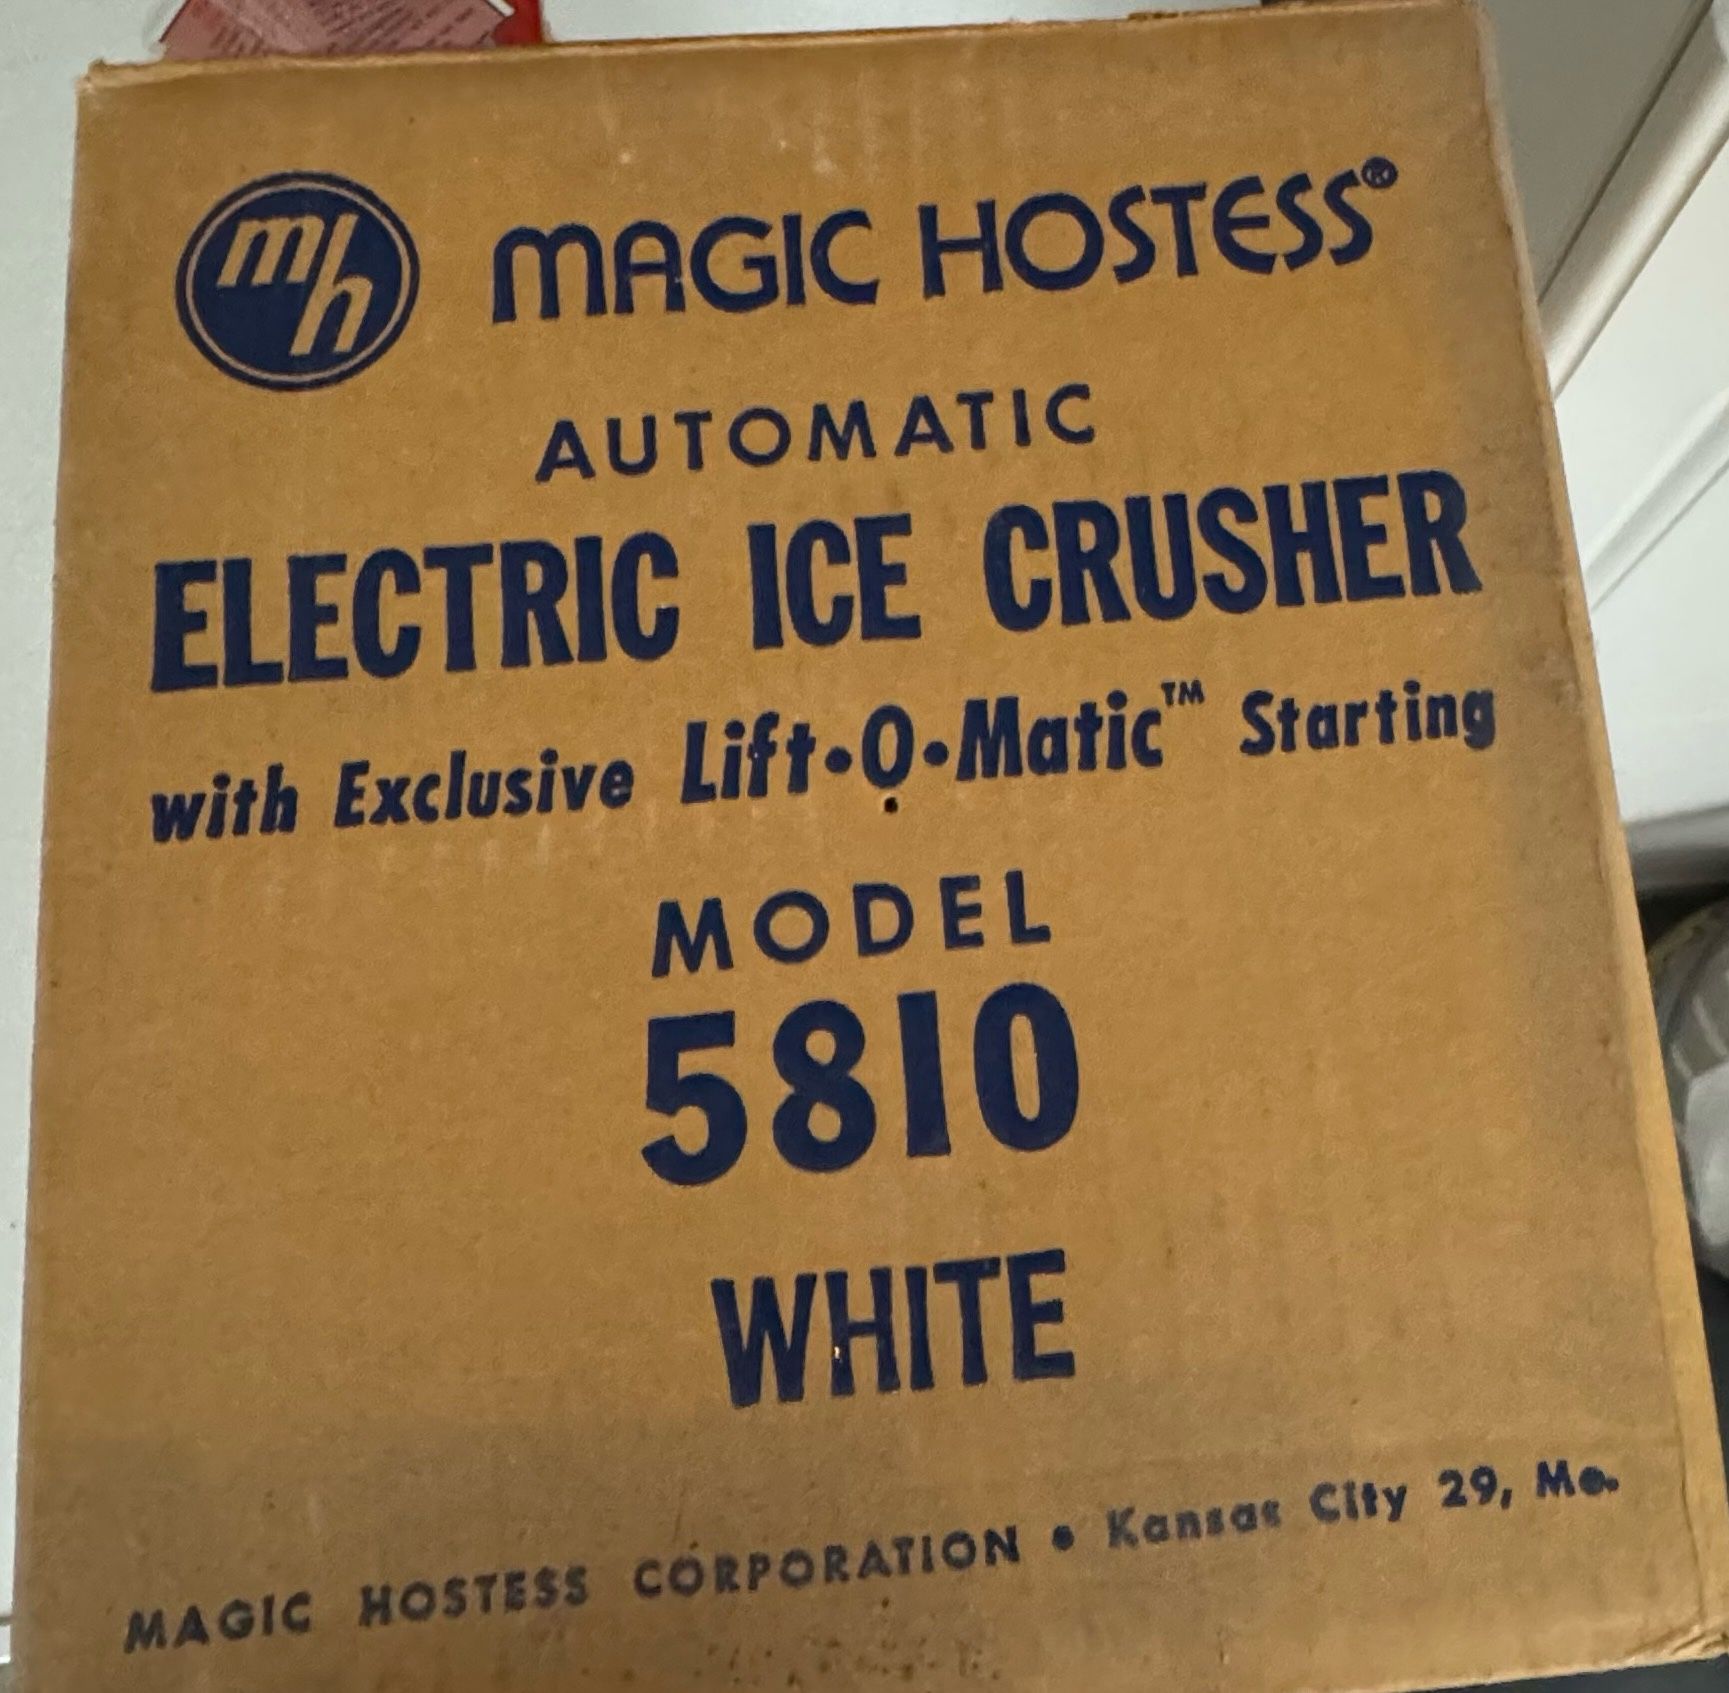 mh MAGIC HOSTESS®
AUTOMATIC
ELECTRIC ICE CRUSHER
with Exclusive Lift•O•Matic™ Starting
MODEL
5810
WHITE
MAGIC HOSTESS CORPORATION • Kansas City 29, Mo.